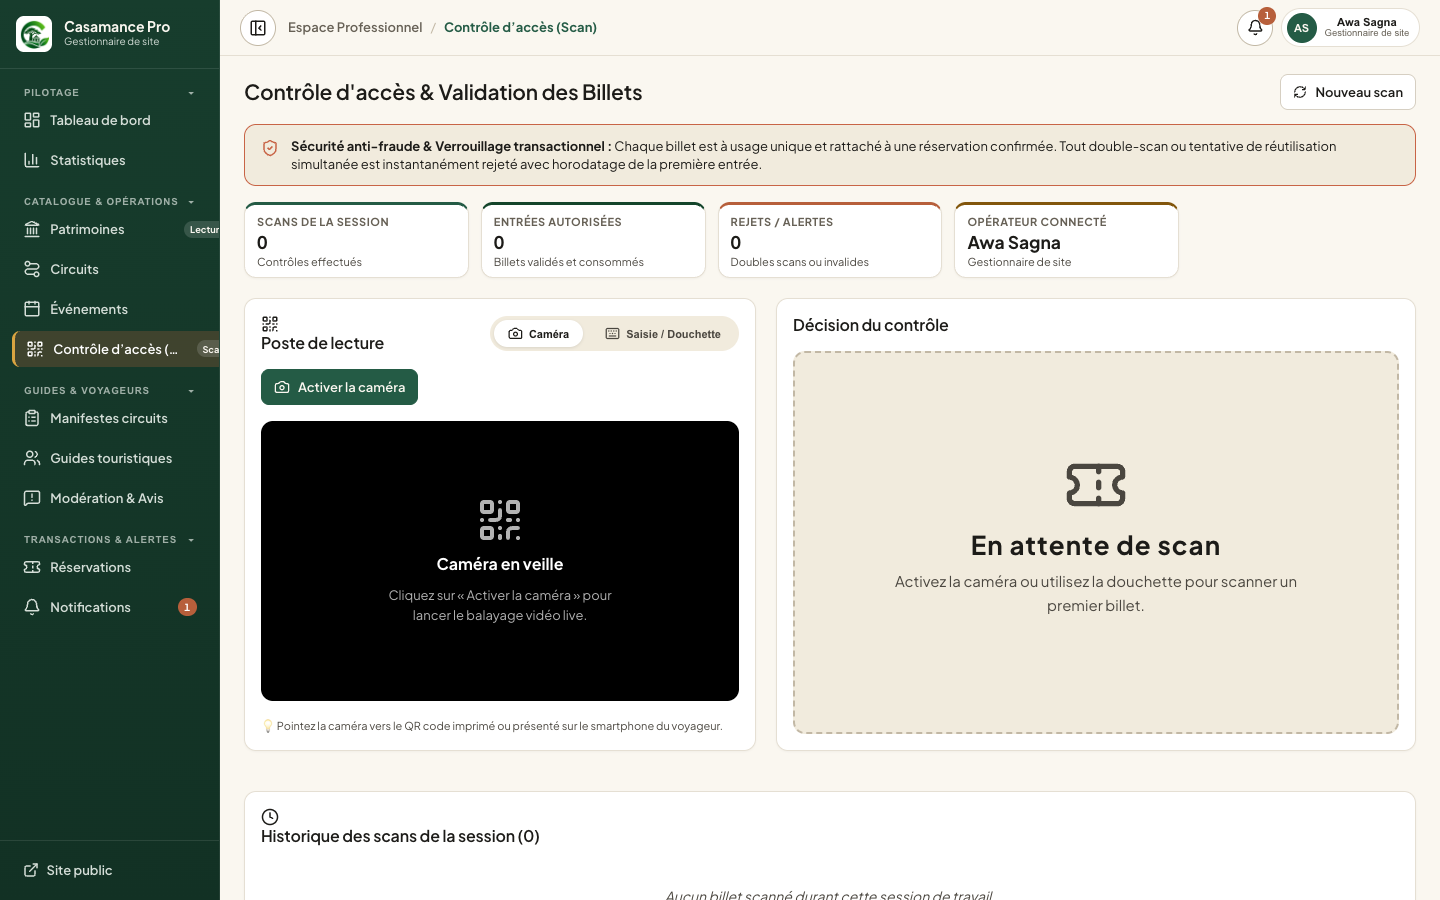 Casamance Pro
Gestionnaire de site
PILOTAGE
Tableau de bord
Statistiques
CATALOGUE & OPÉRATIONS
Patrimoines
Lectur
Circuits
Événements
Contrôle d’accès (...
Sca
GUIDES & VOYAGEURS
Manifestes circuits
Guides touristiques
Modération & Avis
TRANSACTIONS & ALERTES
Réservations
Notifications
1
Site public
Espace Professionnel / Contrôle d’accès (Scan)
1
AS
Awa Sagna
Gestionnaire de site
Contrôle d'accès & Validation des Billets
Nouveau scan
Sécurité anti-fraude & Verrouillage transactionnel : Chaque billet est à usage unique et rattaché à une réservation confirmée. Tout double-scan ou tentative de réutilisation
simultanée est instantanément rejeté avec horodatage de la première entrée.
SCANS DE LA SESSION
0
Contrôles effectués
ENTRÉES AUTORISÉES
0
Billets validés et consommés
REJETS / ALERTES
0
Doubles scans ou invalides
OPÉRATEUR CONNECTÉ
Awa Sagna
Gestionnaire de site
Poste de lecture
Caméra
Saisie / Douchette
Activer la caméra
Caméra en veille
Cliquez sur « Activer la caméra » pour
lancer le balayage vidéo live.
💡 Pointez la caméra vers le QR code imprimé ou présenté sur le smartphone du voyageur.
Décision du contrôle
En attente de scan
Activez la caméra ou utilisez la douchette pour scanner un
premier billet.
Historique des scans de la session (0)
Aucun billet scanné durant cette session de travail